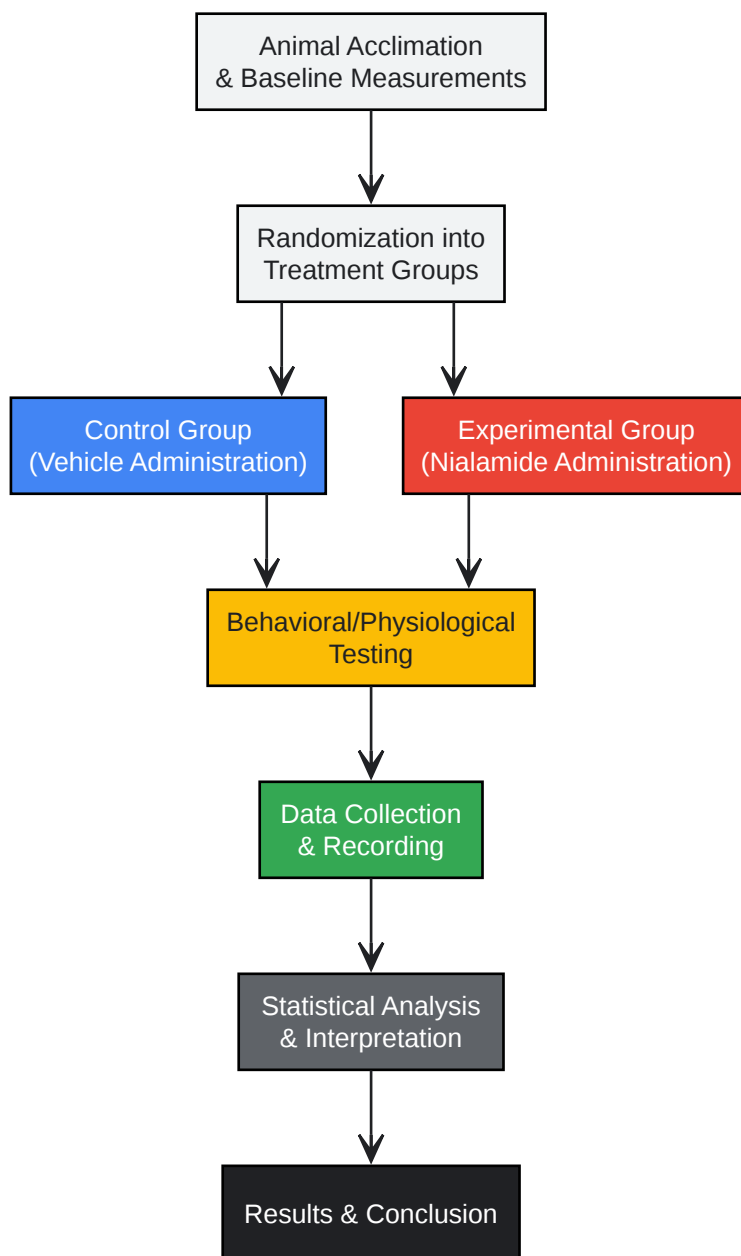 Animal Acclimation
& Baseline Measurements
Randomization into
Treatment Groups
Control Group
(Vehicle Administration)
Experimental Group
(Nialamide Administration)
Behavioral/Physiological
Testing
Data Collection
& Recording
Statistical Analysis
& Interpretation
Results & Conclusion